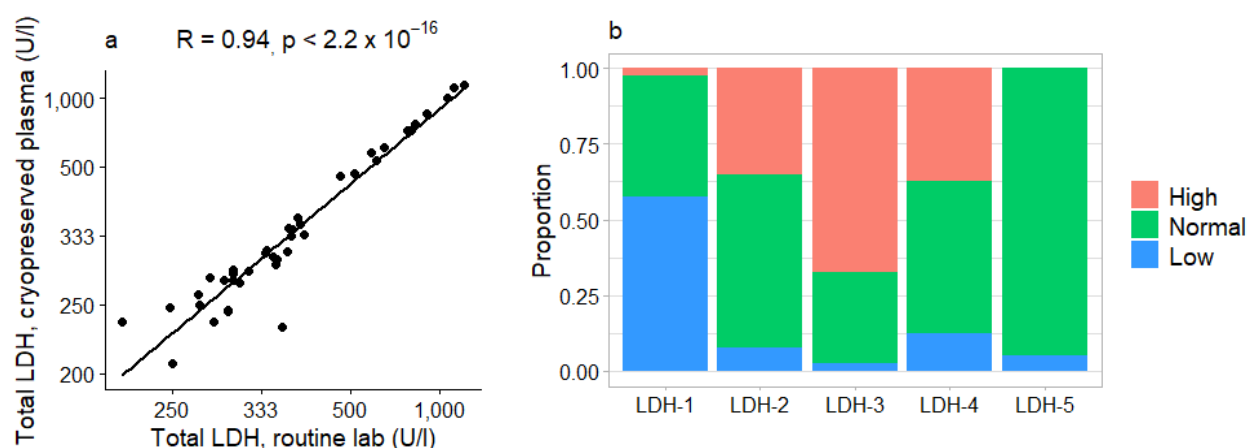 a
R = 0.94, p < 2.2 x 10⁻¹⁶
Total LDH, cryopreserved plasma (U/l)
1,000
500
333
250
200
250
333
500
1,000
Total LDH, routine lab (U/l)
b
Proportion
1.00
0.75
0.50
0.25
0.00
LDH-1
LDH-2
LDH-3
LDH-4
LDH-5
High
Normal
Low